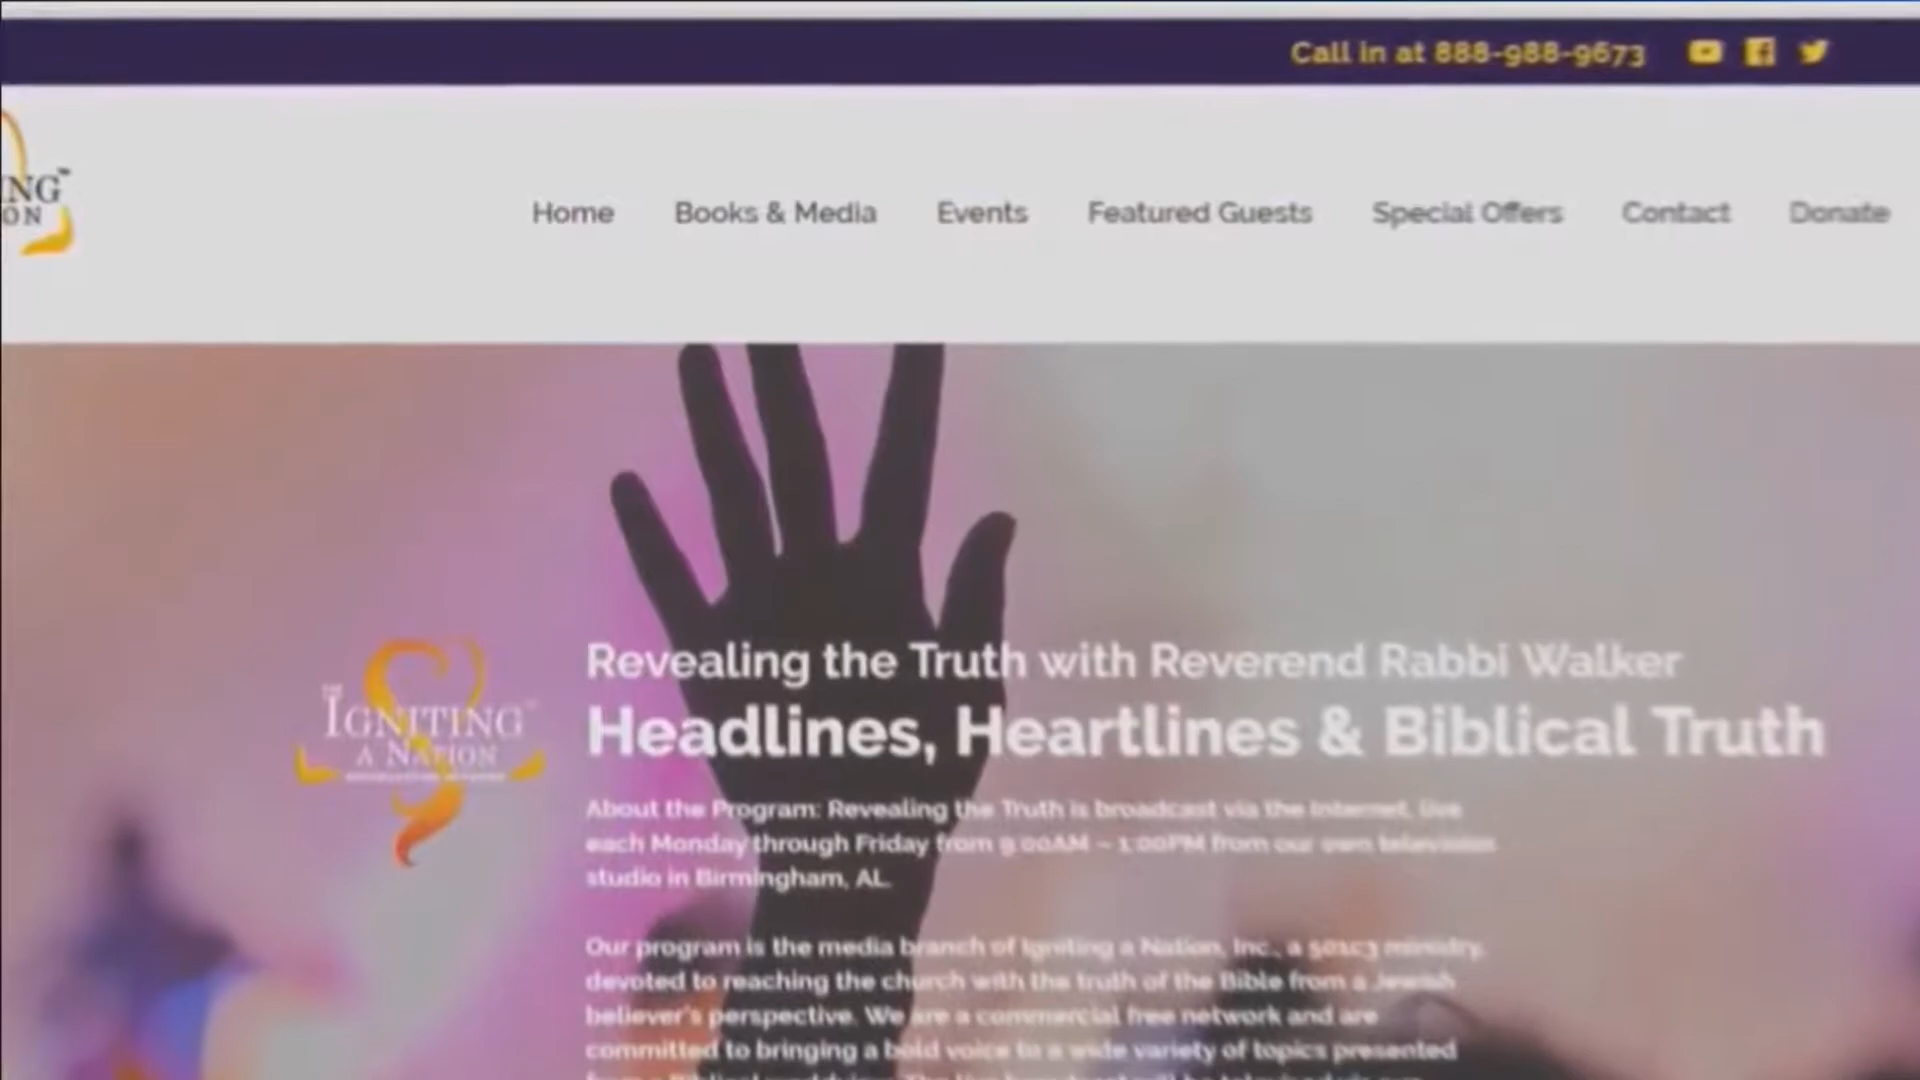 Call in at 888-988-9673
NG™
ON
Home Books & Media Events Featured Guests Special Offers Contact Donate
Revealing the Truth with Reverend Rabbi Walker
IGNITING
A NATION
Headlines, Heartlines & Biblical Truth
About the Program: Revealing the Truth is broadcast via the Internet, live
each Monday through Friday from 9:00AM – 1:00PM from our own television
studio in Birmingham, AL.
Our program is the media branch of Igniting a Nation, Inc., a 501c3 ministry,
devoted to reaching the church with the truth of the Bible from a Jewish
believer's perspective. We are a commercial free network and are
committed to bringing a bold voice to a wide variety of topics presented